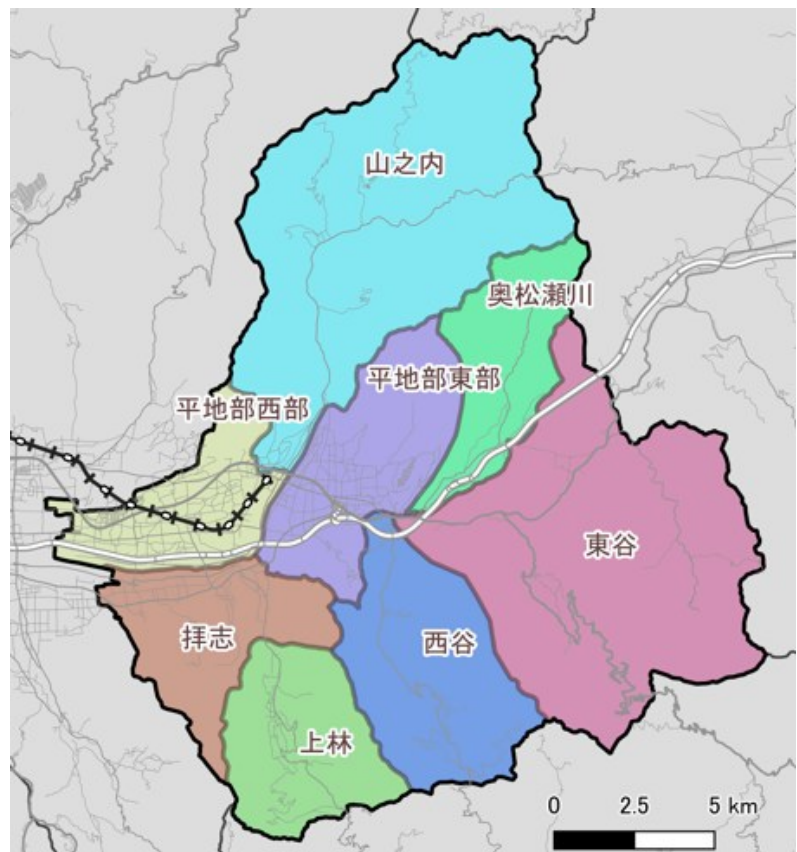 山之内
奥松瀬川
平地部東部
平地部西部
東谷
拝志
西谷
上林
0 2.5 5 km